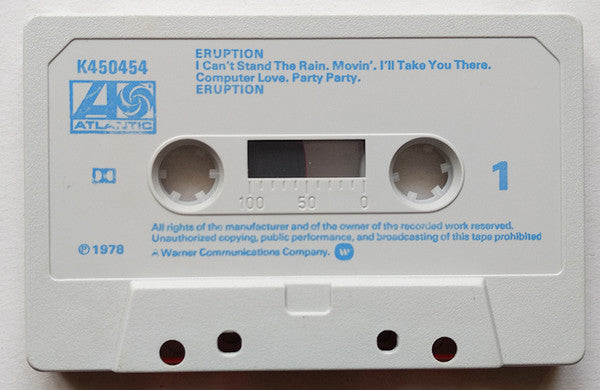 ERUPTION
K450454
I Can't Stand The Rain. Movin'. I'll Take You There.
Computer Love. Party Party.
ERUPTION
ATLANTIC
1
100 50 0
All rights of the manufacturer and of the owner of the recorded work reserved.
Unauthorized copying, public performance, and broadcasting of this tape prohibited
℗ 1978
A Warner Communications Company.